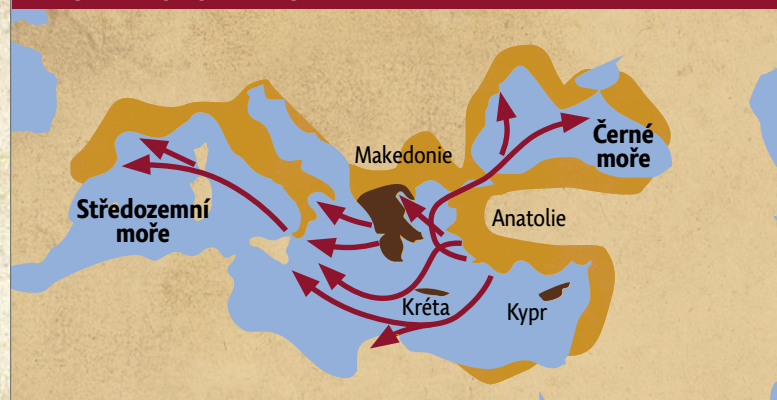 Makedonie
Černé
moře
Středozemní
moře
Anatolie
Kréta
Kypr